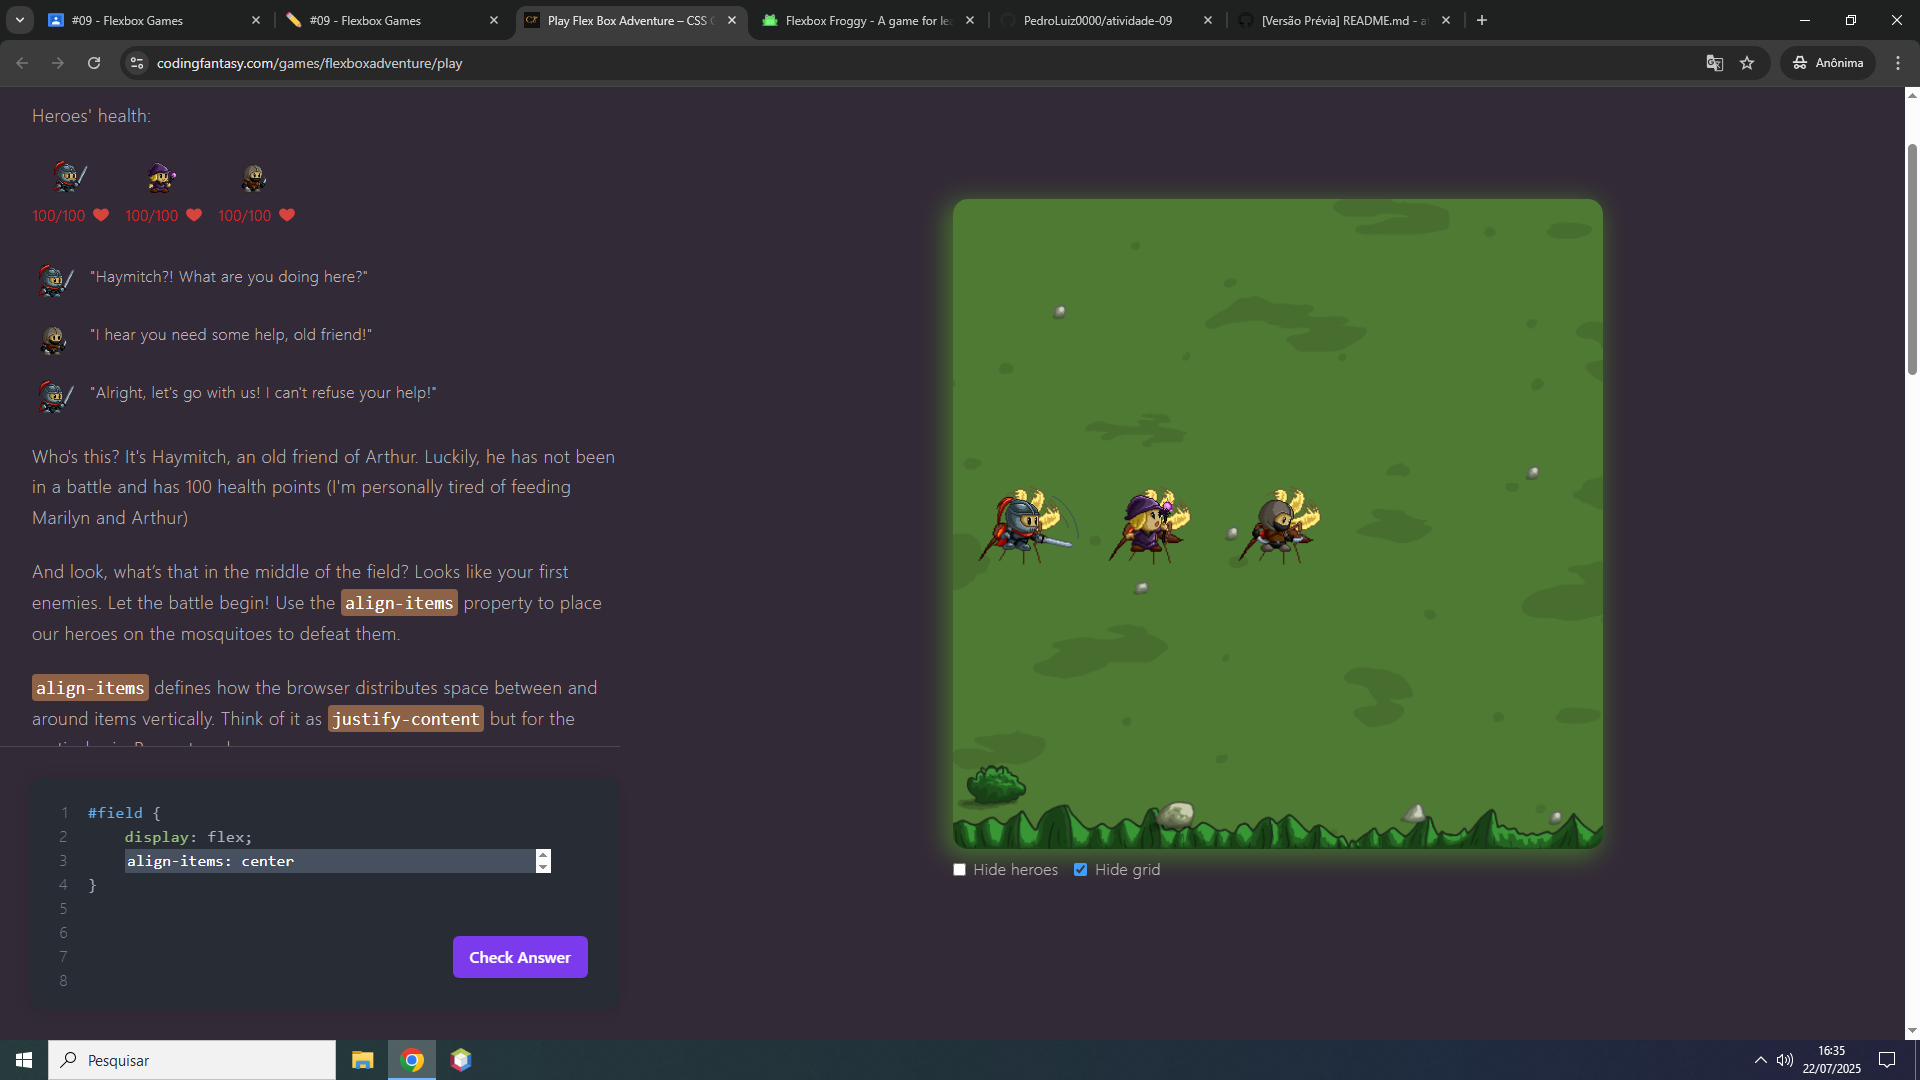 #09 - Flexbox Games
#09 - Flexbox Games
Play Flex Box Adventure – CSS
Flexbox Froggy - A game for le
PedroLuiz0000/atividade-09
[Versão Prévia] README.md - a
codingfantasy.com/games/flexboxadventure/play
Anônima
Heroes' health:
100/100
100/100
100/100
"Haymitch?! What are you doing here?"
"I hear you need some help, old friend!"
"Alright, let's go with us! I can't refuse your help!"
Who's this? It's Haymitch, an old friend of Arthur. Luckily, he has not been
in a battle and has 100 health points (I'm personally tired of feeding
Marilyn and Arthur)
And look, what’s that in the middle of the field? Looks like your first
enemies. Let the battle begin! Use the align-items property to place
our heroes on the mosquitoes to defeat them.
align-items defines how the browser distributes space between and
around items vertically. Think of it as justify-content but for the
1 #field {
2 display: flex;
3 align-items: center
4 }
5
6
7
8
Check Answer
Hide heroes
Hide grid
Pesquisar
16:35
22/07/2025